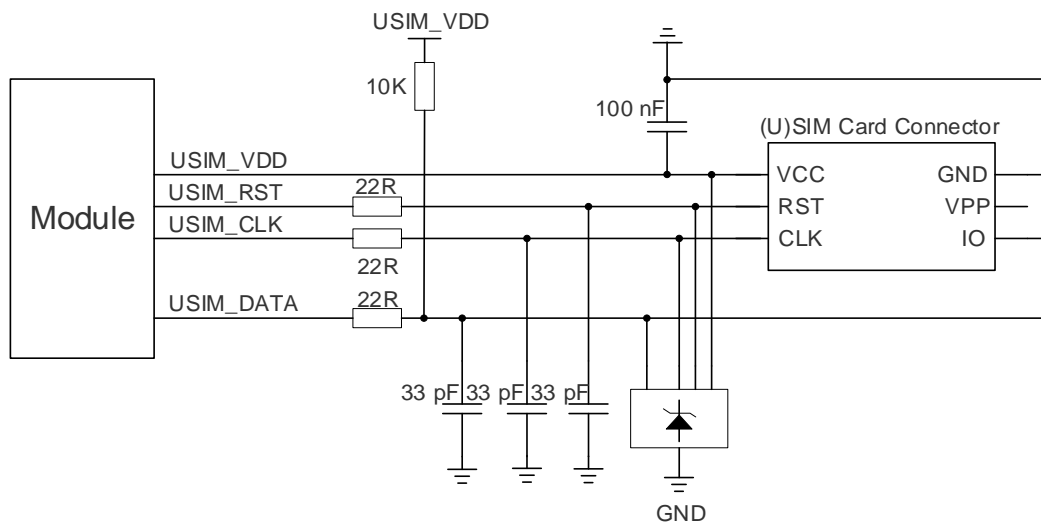 USIM_VDD
10K
100 nF
(U)SIM Card Connector
Module
USIM_VDD
USIM_RST
USIM_CLK
USIM_DATA
22R
22R
22R
VCC
RST
CLK
GND
VPP
IO
33 pF 33 pF 33 pF
GND